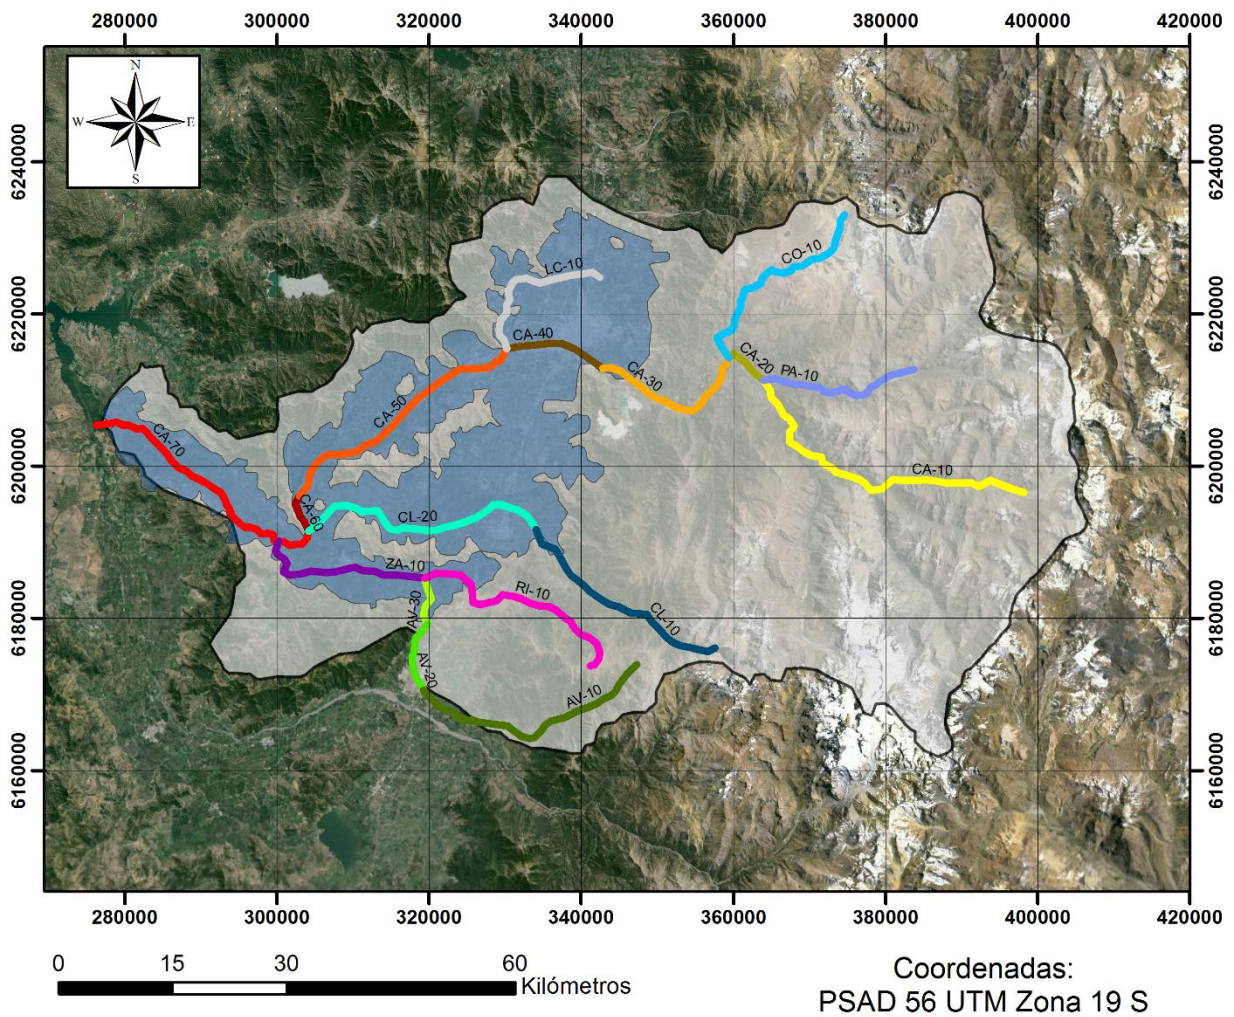 280000 300000 320000 340000 360000 380000 400000 420000
N
W E
S
6240000 6240000
CO-10
LC-10
6220000 6220000
CA-40
CA-20
CA-30
PA-10
CA-50
CA-70
6200000 6200000
CA-10
CA-60
CL-20
ZA-10
RI-10
AV-30
CL-10
6180000 6180000
AV-20
AV-10
6160000 6160000
280000 300000 320000 340000 360000 380000 400000 420000
0 15 30 60
Kilómetros
Coordenadas:
PSAD 56 UTM Zona 19 S